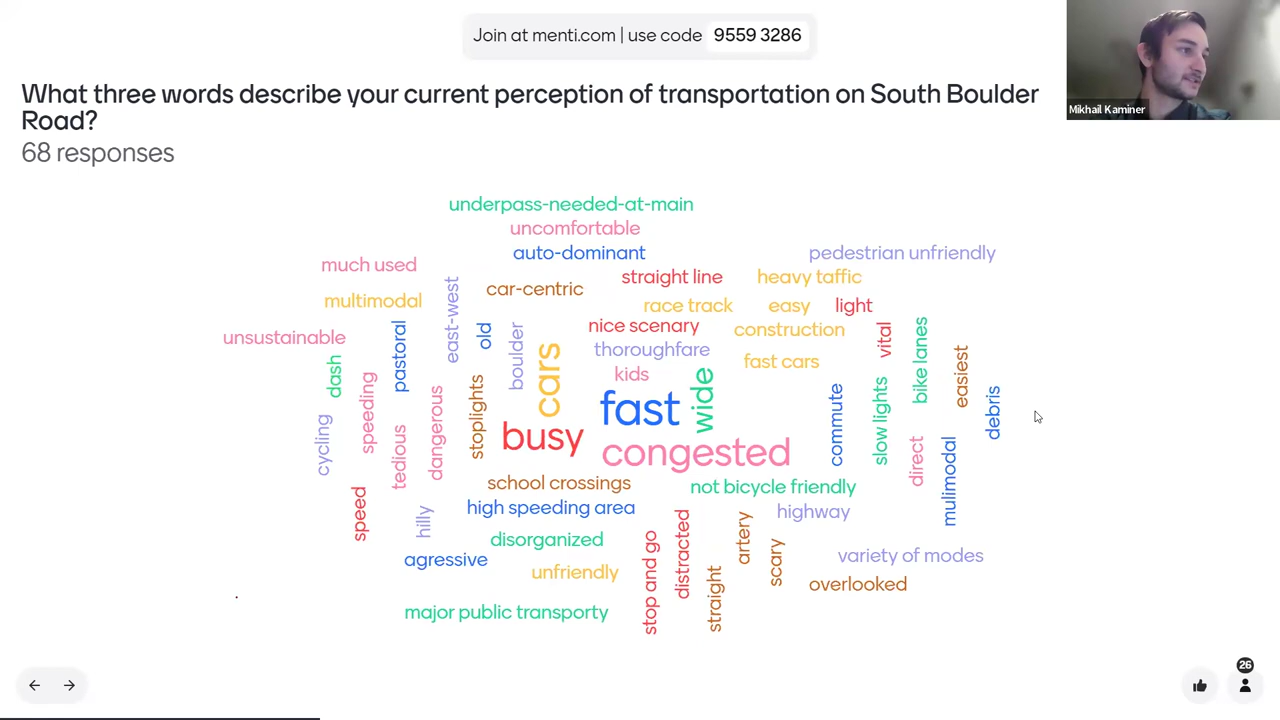 Join at menti.com | use code 9559 3286
What three words describe your current perception of transportation on South Boulder
Road?
68 responses
Mikhail Kaminer
underpass-needed-at-main
uncomfortable
auto-dominant
pedestrian unfriendly
much used
straight line
heavy taffic
car-centric
multimodal
race track
easy
light
east-west
nice scenary
construction
unsustainable
old
boulder
thoroughfare
vital
bike lanes
pastoral
fast cars
dash
kids
easiest
cars
fast
wide
speeding
commute
slow lights
debris
dangerous
stoplights
busy
congested
cycling
tedious
direct
mulimodal
school crossings
not bicycle friendly
high speeding area
highway
speed
hilly
disorganized
artery
distracted
stop and go
scary
agressive
variety of modes
unfriendly
straight
overlooked
major public transporty
26